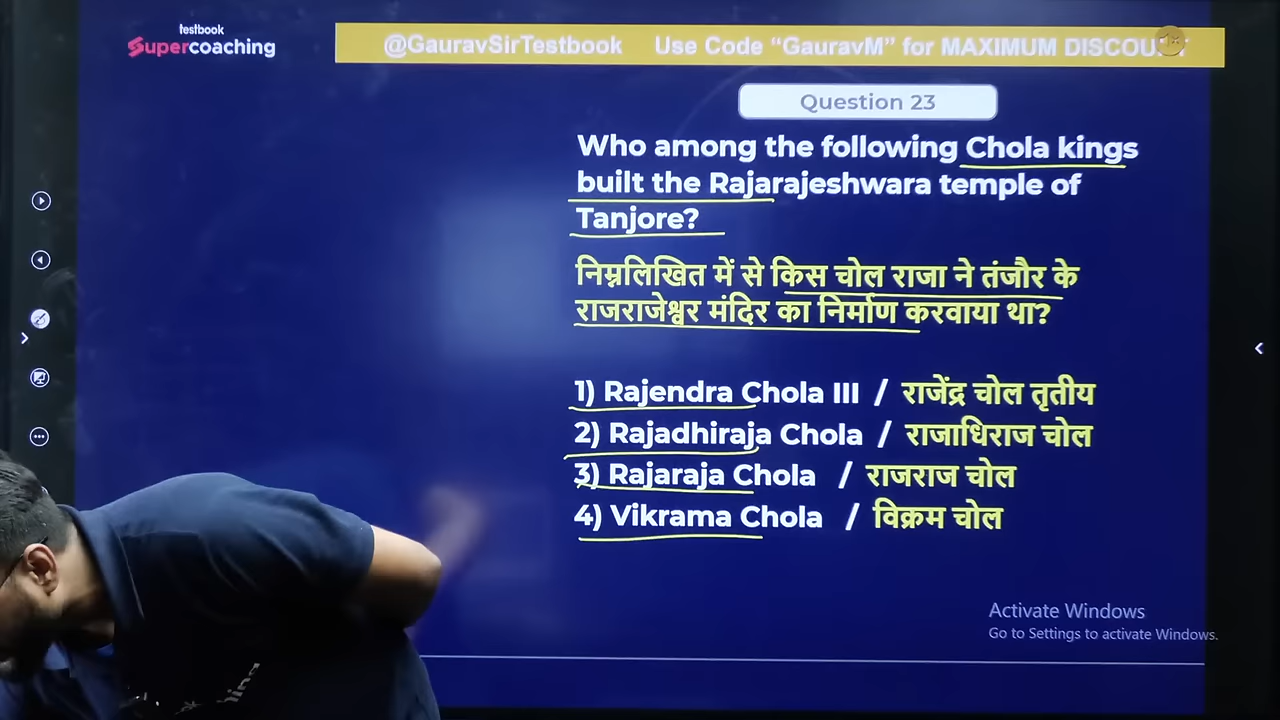 testbook
Supercoaching
@GauravSirTestbook Use Code “GauravM” for MAXIMUM
Question 23
Who among the following Chola kings
built the Rajarajeshwara temple of
Tanjore?
निम्नलिखित में से किस चोल राजा ने तंजौर के
राजराजेश्वर मंदिर का निर्माण करवाया था?
1) Rajendra Chola III / राजेंद्र चोल तृतीय
2) Rajadhiraja Chola / राजाधिराज चोल
3) Rajaraja Chola / राजराज चोल
4) Vikrama Chola / विक्रम चोल
Activate Windows
Go to Settings to activate Windows.